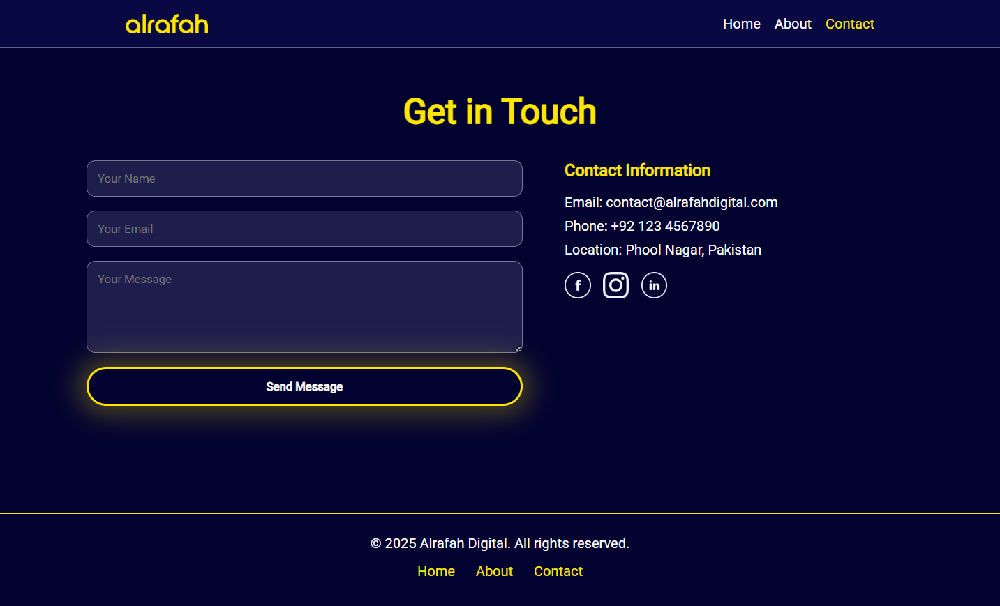 alrafah
Home About Contact
Get in Touch
Your Name
Your Email
Your Message
Send Message
Contact Information
Email: contact@alrafahdigital.com
Phone: +92 123 4567890
Location: Phool Nagar, Pakistan
f in
© 2025 Alrafah Digital. All rights reserved.
Home About Contact